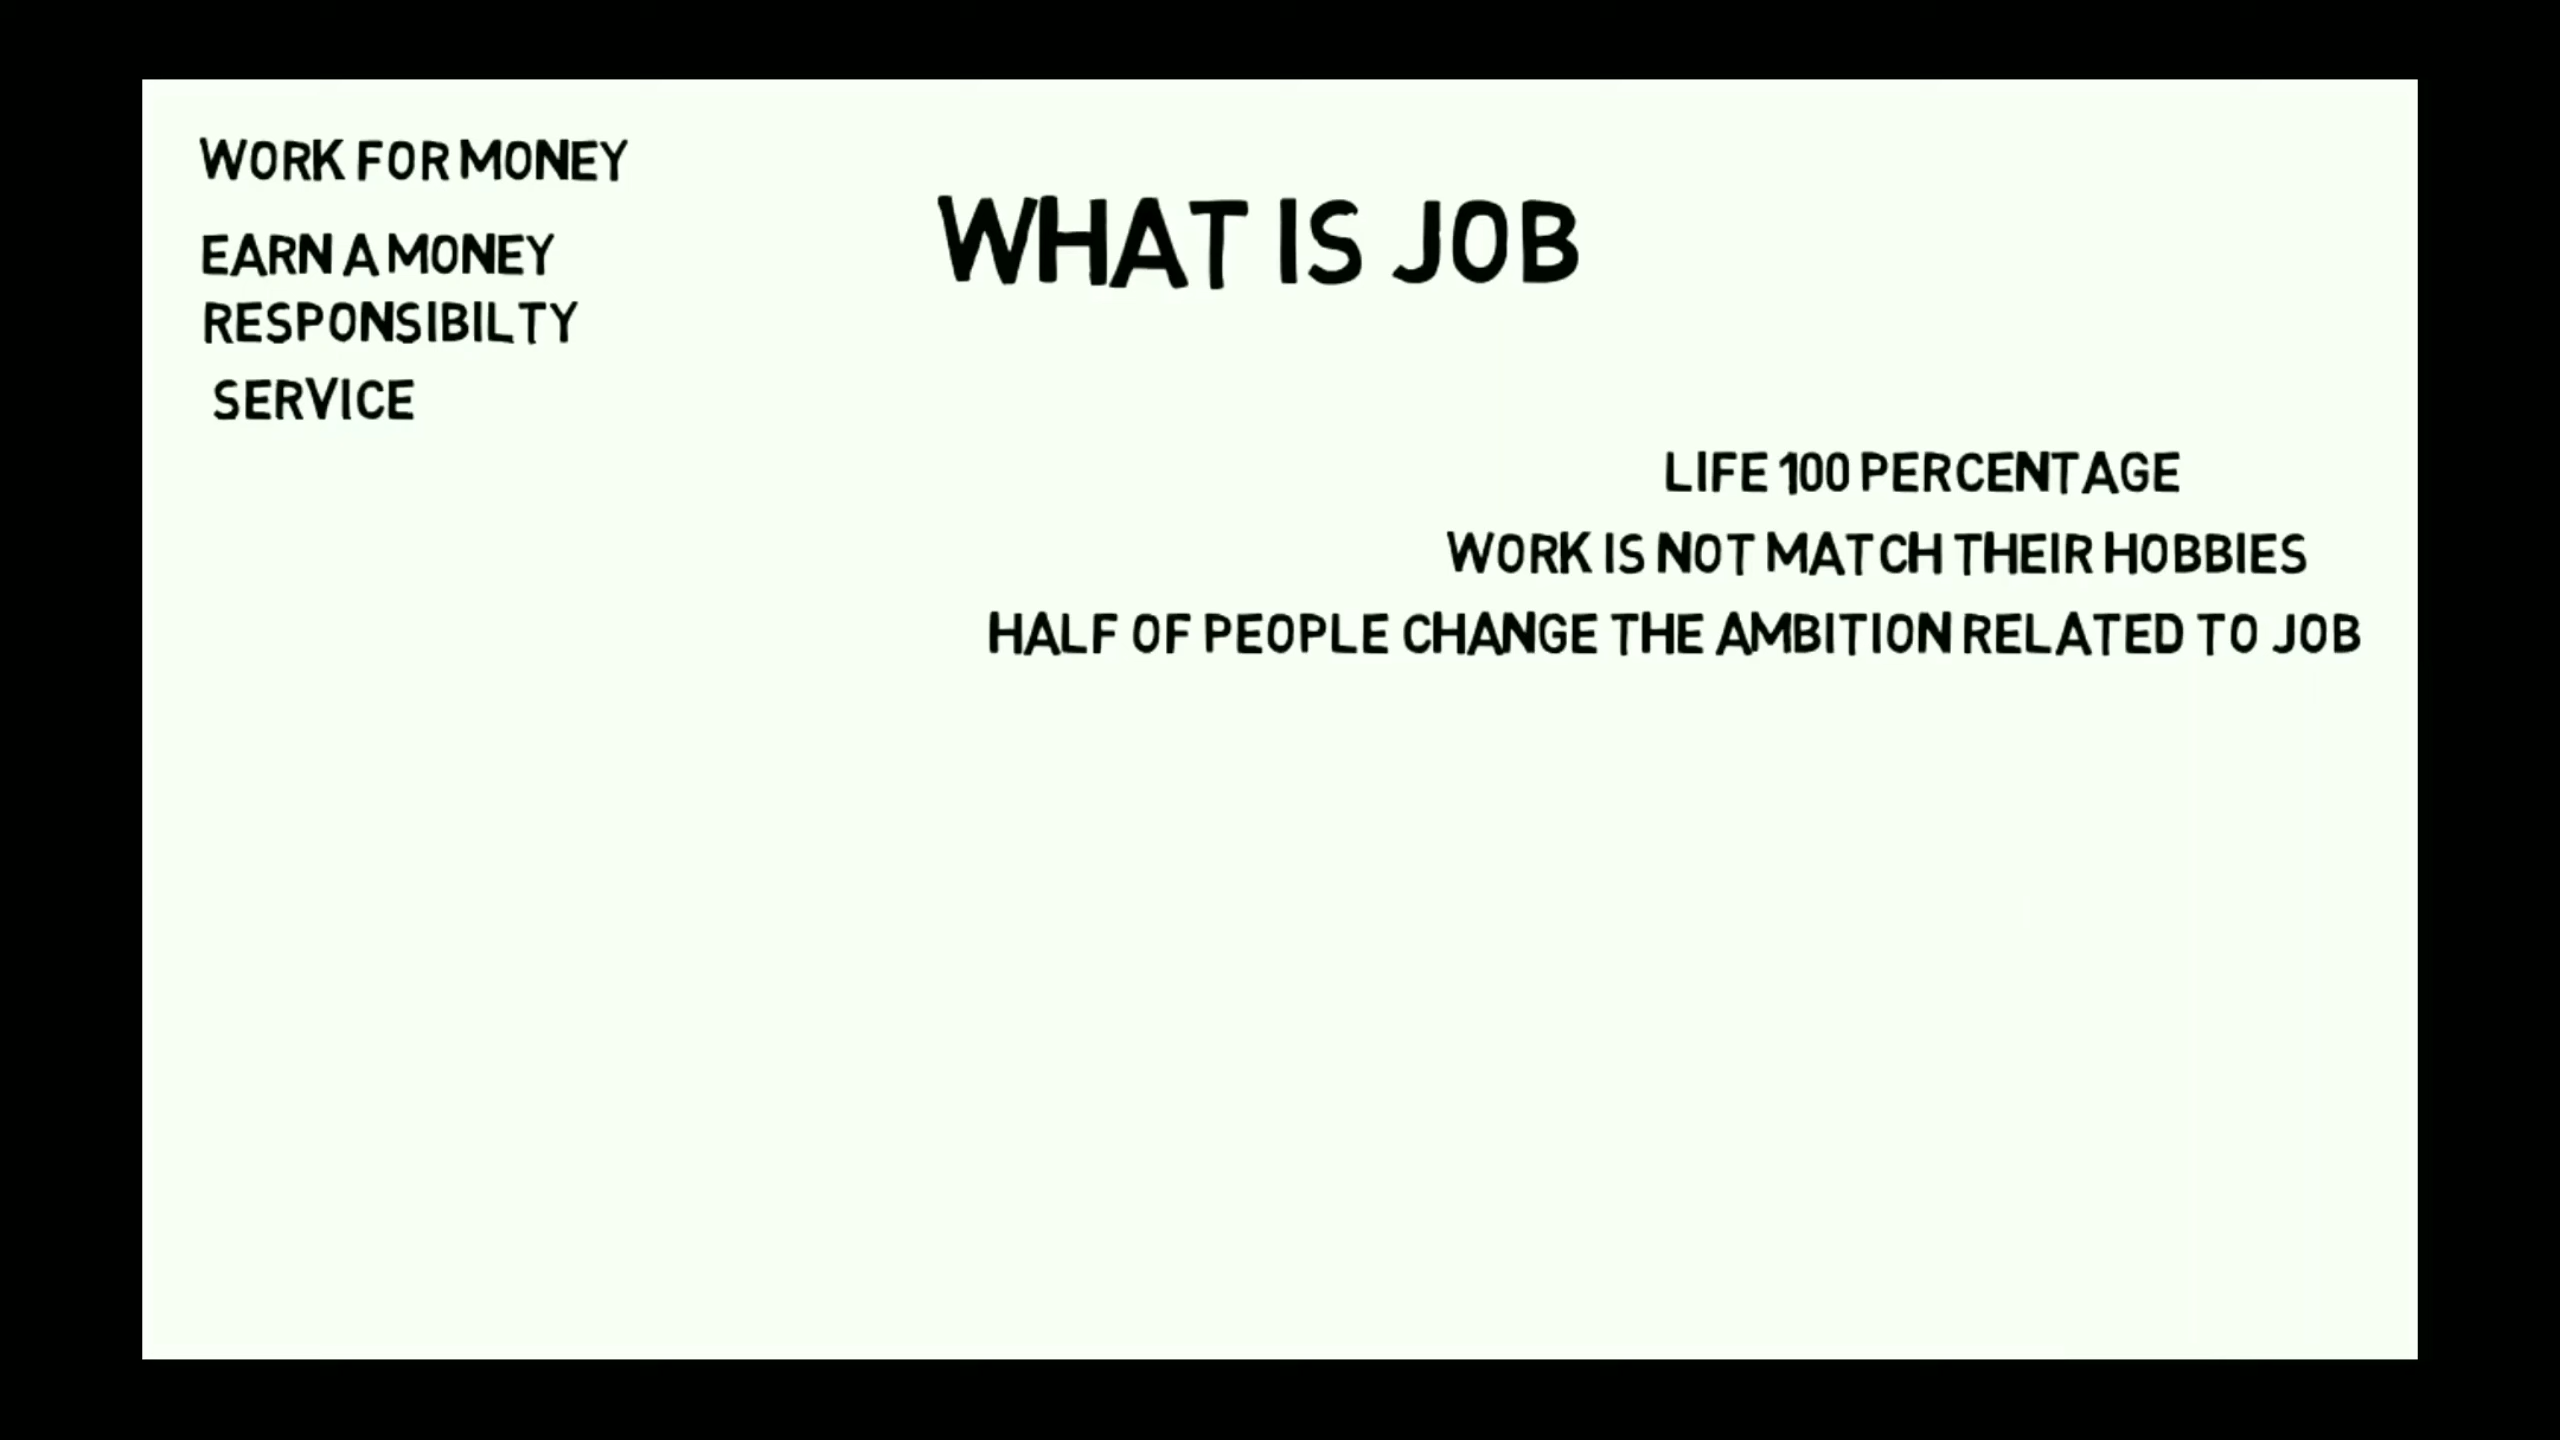 WORK FOR MONEY
WHAT IS JOB
EARN A MONEY
RESPONSIBILTY
SERVICE
LIFE 100 PERCENTAGE
WORK IS NOT MATCH THEIR HOBBIES
HALF OF PEOPLE CHANGE THE AMBITION RELATED TO JOB